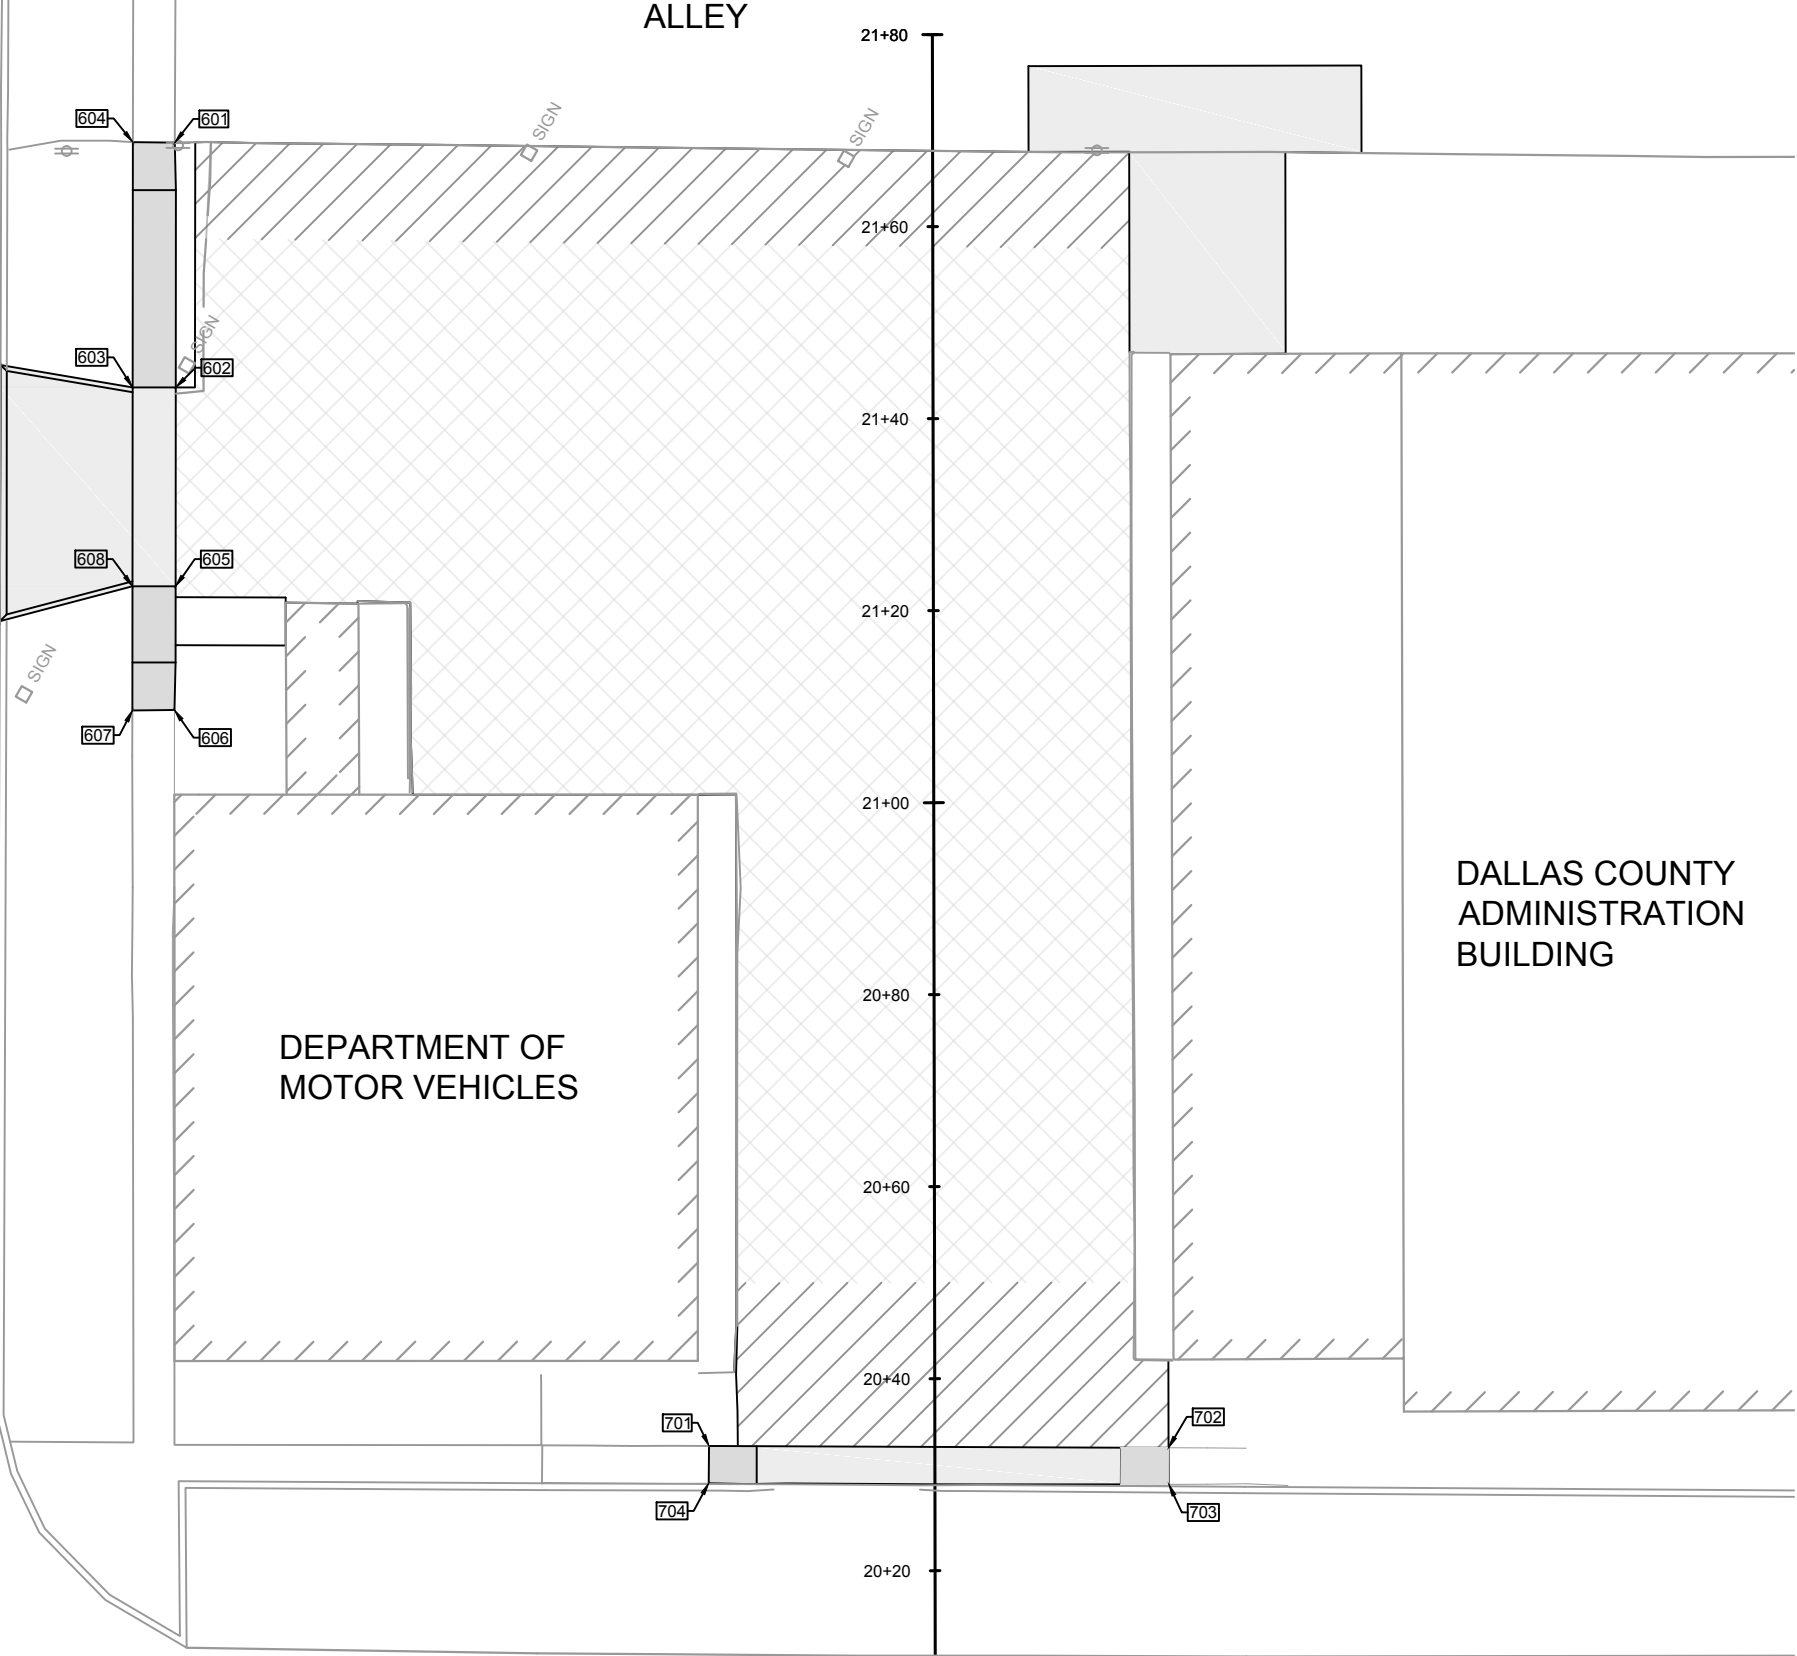 ALLEY
21+80
604
601
SIGN
SIGN
21+60
SIGN
603
602
21+40
608
605
21+20
SIGN
607
606
21+00
DALLAS COUNTY
ADMINISTRATION
BUILDING
20+80
DEPARTMENT OF
MOTOR VEHICLES
20+60
20+40
701
702
704
703
20+20